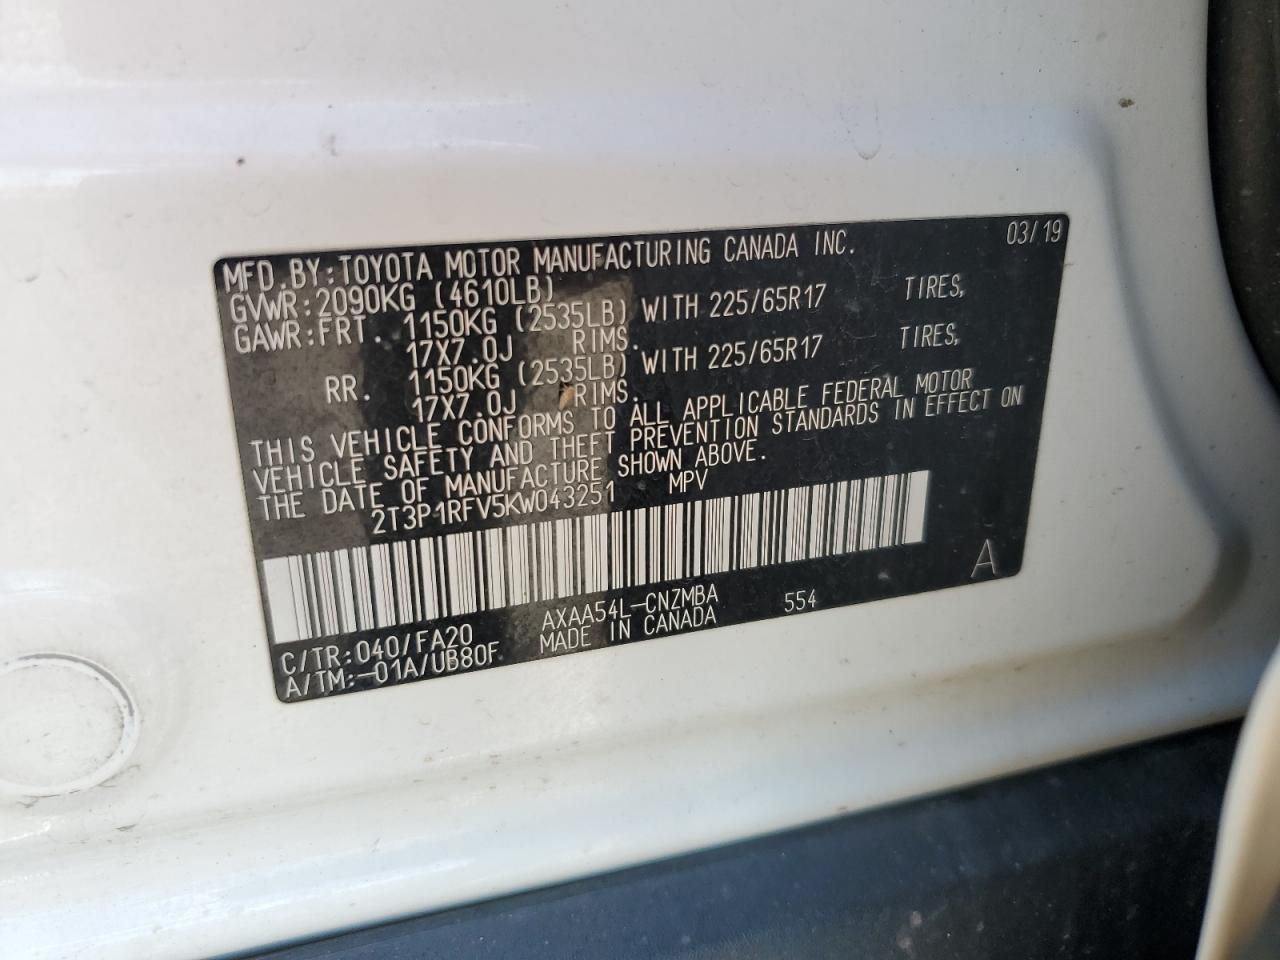 03/19
MFD.BY:TOYOTA MOTOR MANUFACTURING CANADA INC.
GVWR:2090KG (4610LB)
GAWR:FRT. 1150KG (2535LB) WITH 225/65R17 TIRES,
17X7.0J RIMS.
RR. 1150KG (2535LB) WITH 225/65R17 TIRES,
17X7.0J RIMS.
THIS VEHICLE CONFORMS TO ALL APPLICABLE FEDERAL MOTOR
VEHICLE SAFETY AND THEFT PREVENTION STANDARDS IN EFFECT ON
THE DATE OF MANUFACTURE SHOWN ABOVE.
2T3P1RFV5KW043251 MPV
A
C/TR:040/FA20 AXAA54L-CNZMBA 554
A/TM:-01A/UB80F MADE IN CANADA